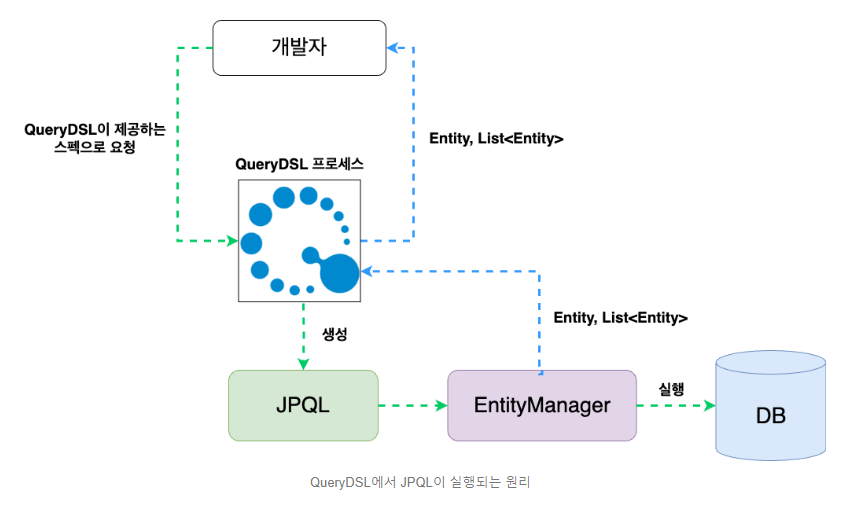 개발자
QueryDSL이 제공하는
스펙으로 요청
Entity, List<Entity>
QueryDSL 프로세스
생성
Entity, List<Entity>
JPQL
EntityManager
실행
DB
QueryDSL에서 JPQL이 실행되는 원리